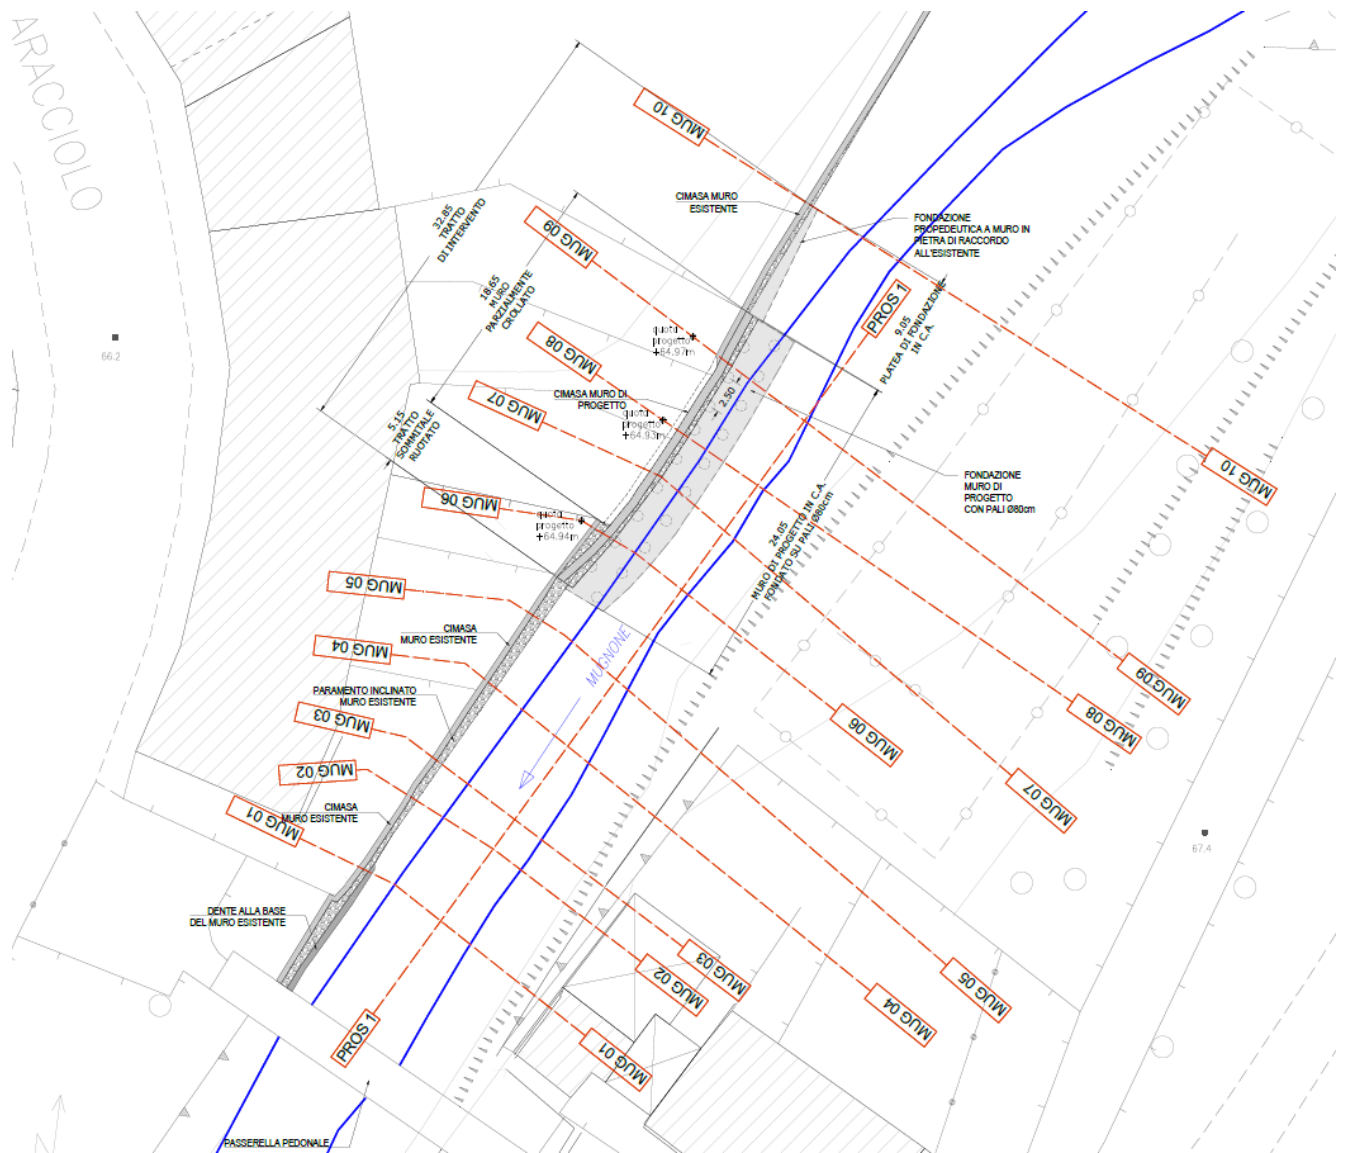 ARACCIOLO
MUG 10
CIMASA MURO
ESISTENTE
FONDAZIONE
PROPEDEUTICA A MURO IN
PIETRA DI RACCORDO
ALL'ESISTENTE
32.85
TRATTO
DI INTERVENTO
MUG 09
18.65
MURO
PARZIALMENTE
CROLLATO
PROS 1
9.05
PLATEA DI FONDAZIONE
IN C.A.
66.2
quota
progetto
+64.97m
MUG 08
CIMASA MURO DI
PROGETTO
2.50
MUG 07
quota
progetto
+64.93m
5.15
TRATTO
SOMMITALE
RUOTATO
MUG 10
FONDAZIONE
MURO DI
PROGETTO
CON PALI Ø80cm
MUG 06
quota
progetto
+64.94m
24.05
MURO DI PROGETTO IN C.A.
FONDATO SU PALI Ø80cm
MUG 05
CIMASA
MURO ESISTENTE
MUGNONE
MUG 04
PARAMENTO INCLINATO
MURO ESISTENTE
MUG 09
MUG 03
MUG 08
MUG 06
MUG 02
MUG 07
CIMASA
MURO ESISTENTE
MUG 01
67.4
DENTE ALLA BASE
DEL MURO ESISTENTE
MUG 03
MUG 02
MUG 05
MUG 04
PROS 1
MUG 01
PASSERELLA PEDONALE